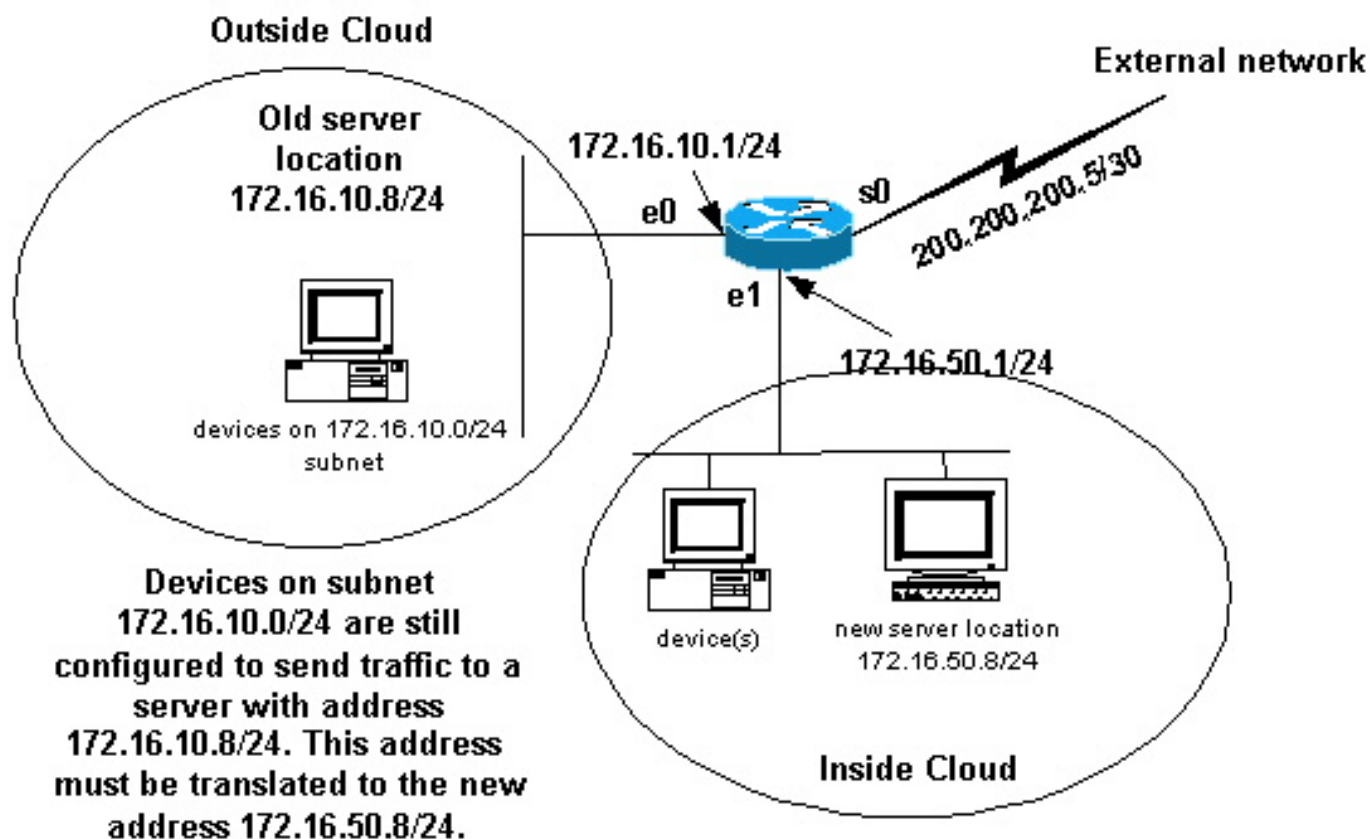 Outside Cloud
External network
Old server
location
172.16.10.8/24
172.16.10.1/24
e0
s0
200.200.200.5/30
e1
172.16.50.1/24
devices on 172.16.10.0/24
subnet
device(s)
new server location
172.16.50.8/24
Inside Cloud
Devices on subnet
172.16.10.0/24 are still
configured to send traffic to a
server with address
172.16.10.8/24. This address
must be translated to the new
address 172.16.50.8/24.